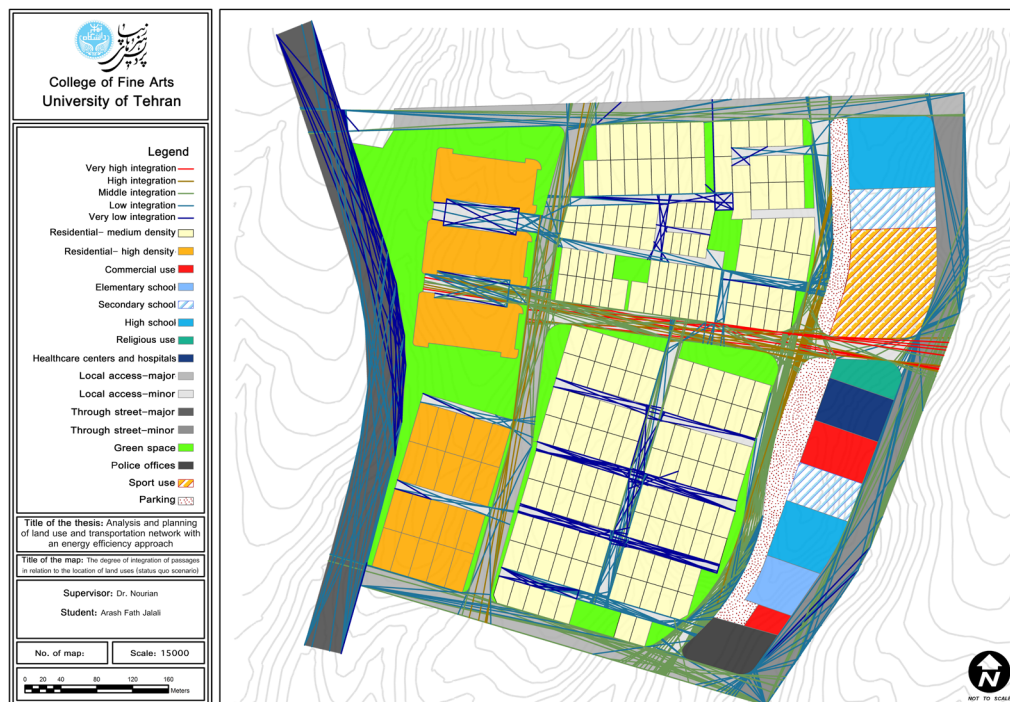 College of Fine Arts
University of Tehran
Legend
Very high integration
High integration
Middle integration
Low integration
Very low integration
Residential- medium density
Residential- high density
Commercial use
Elementary school
Secondary school
High school
Religious use
Healthcare centers and hospitals
Local access-major
Local access-minor
Through street-major
Through street-minor
Green space
Police offices
Sport use
Parking
Title of the thesis: Analysis and planning
of land use and transportation network with
an energy efficiency approach
Title of the map: The degree of integration of passages
in relation to the location of land uses (status quo scenario)
Supervisor: Dr. Nourian
Student: Arash Fath Jalali
No. of map:
Scale: 15000
0 20 40 80 120 160
Meters
N
NOT TO SCALE